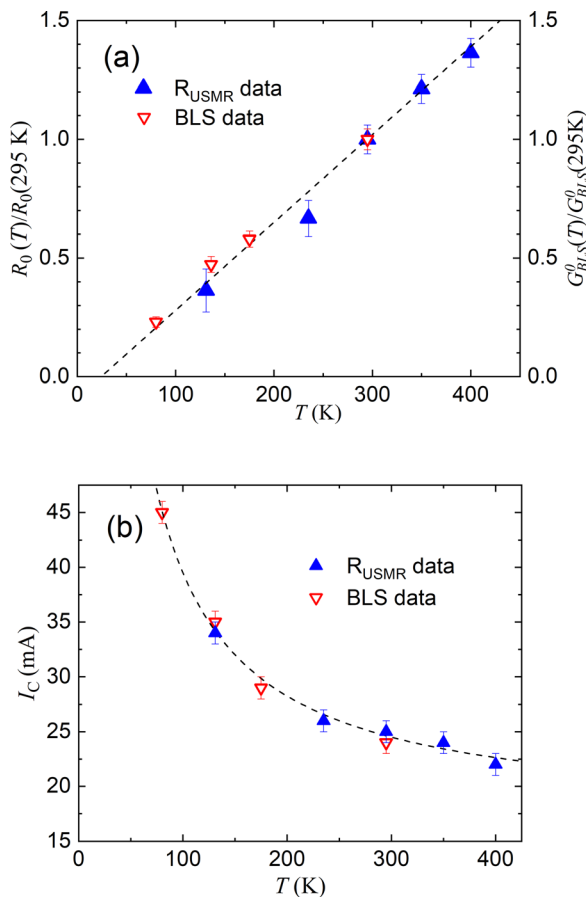 (a)
R_USMR data
BLS data
1.5
1.0
0.5
0.0
R_0 (T)/R_0(295 K)
1.5
1.0
0.5
0.0
G^0_BLS(T)/G^0_BLS(295K)
0 100 200 300 400
T (K)
(b)
R_USMR data
BLS data
45
40
35
30
25
20
15
I_C (mA)
0 100 200 300 400
T (K)